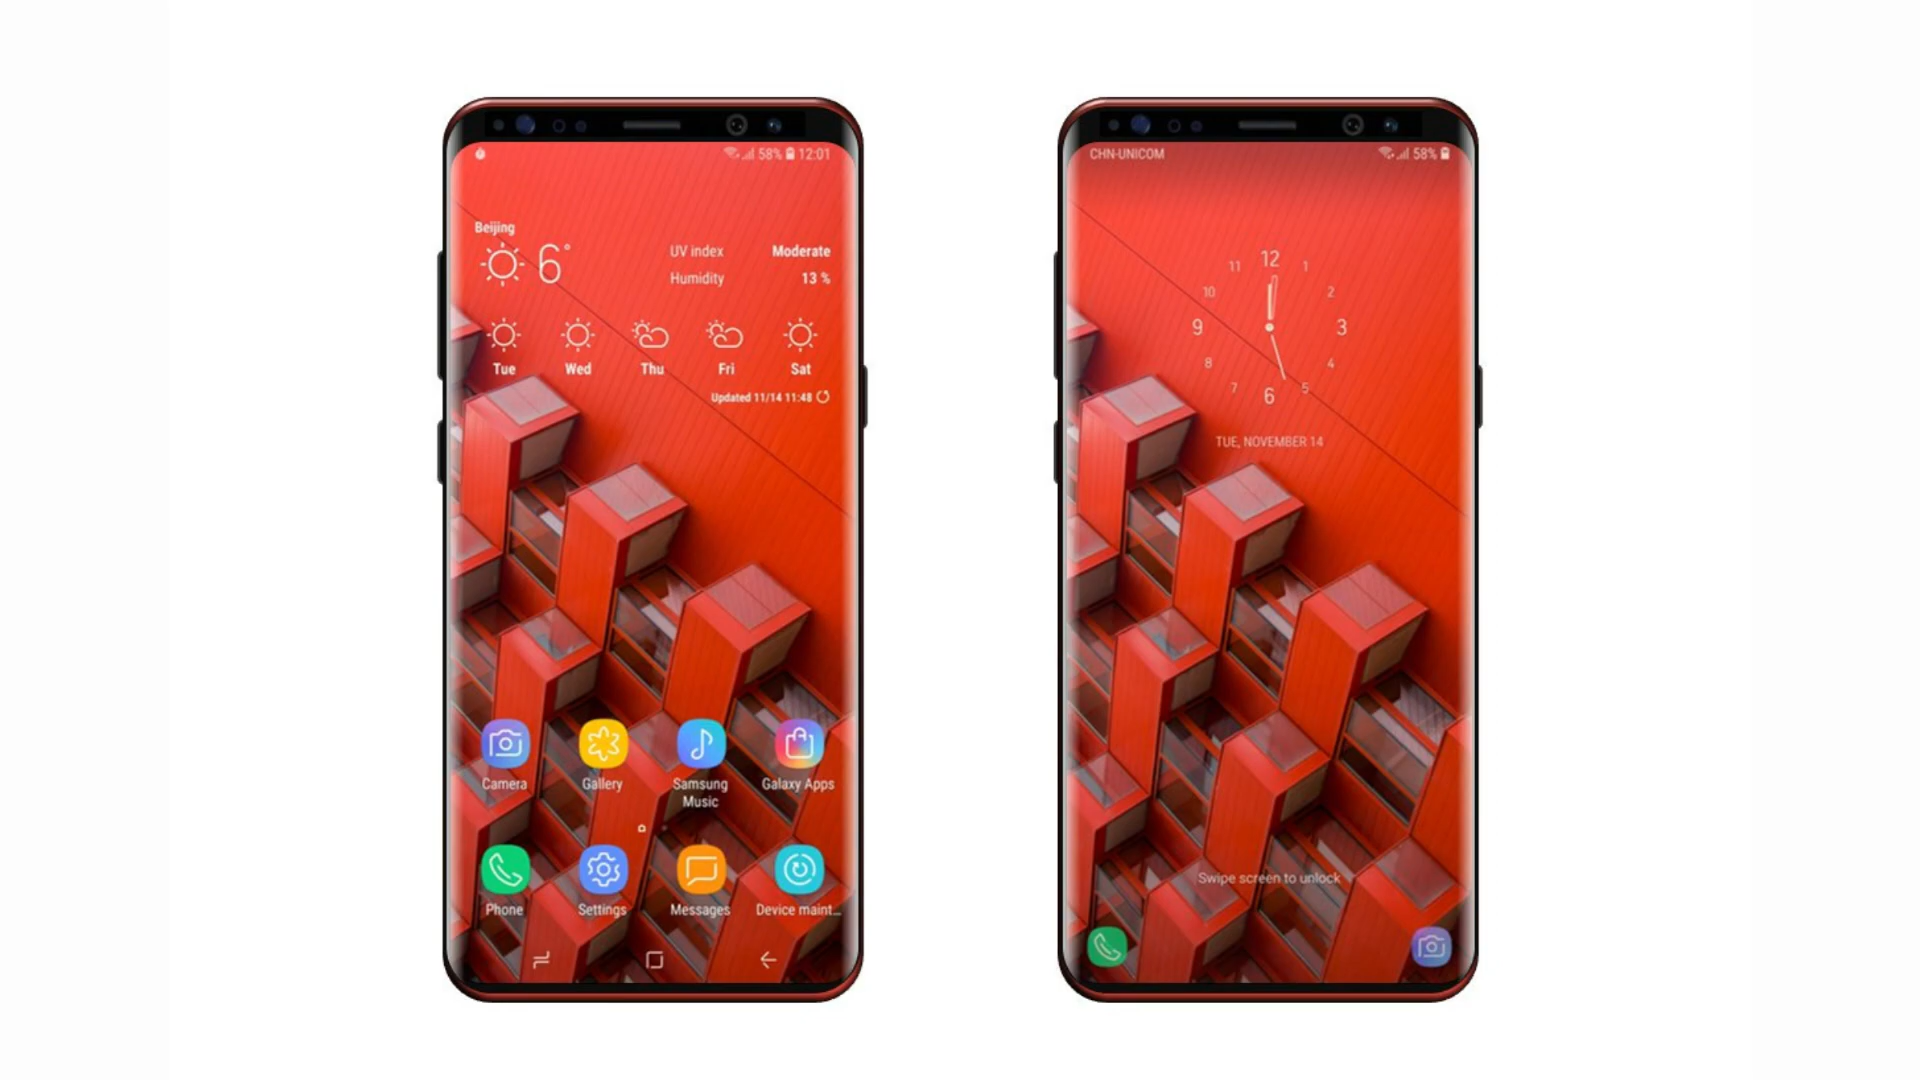 58% 12:01
Beijing
6°
UV index Moderate
Humidity 13 %
Tue Wed Thu Fri Sat
Updated 11/14 11:48
Camera Gallery Samsung Music Galaxy Apps
Phone Settings Messages Device maint...
CHN-UNICOM 58%
12
11 1
10 2
9 3
8 4
7 5
6
TUE, NOVEMBER 14
Swipe screen to unlock